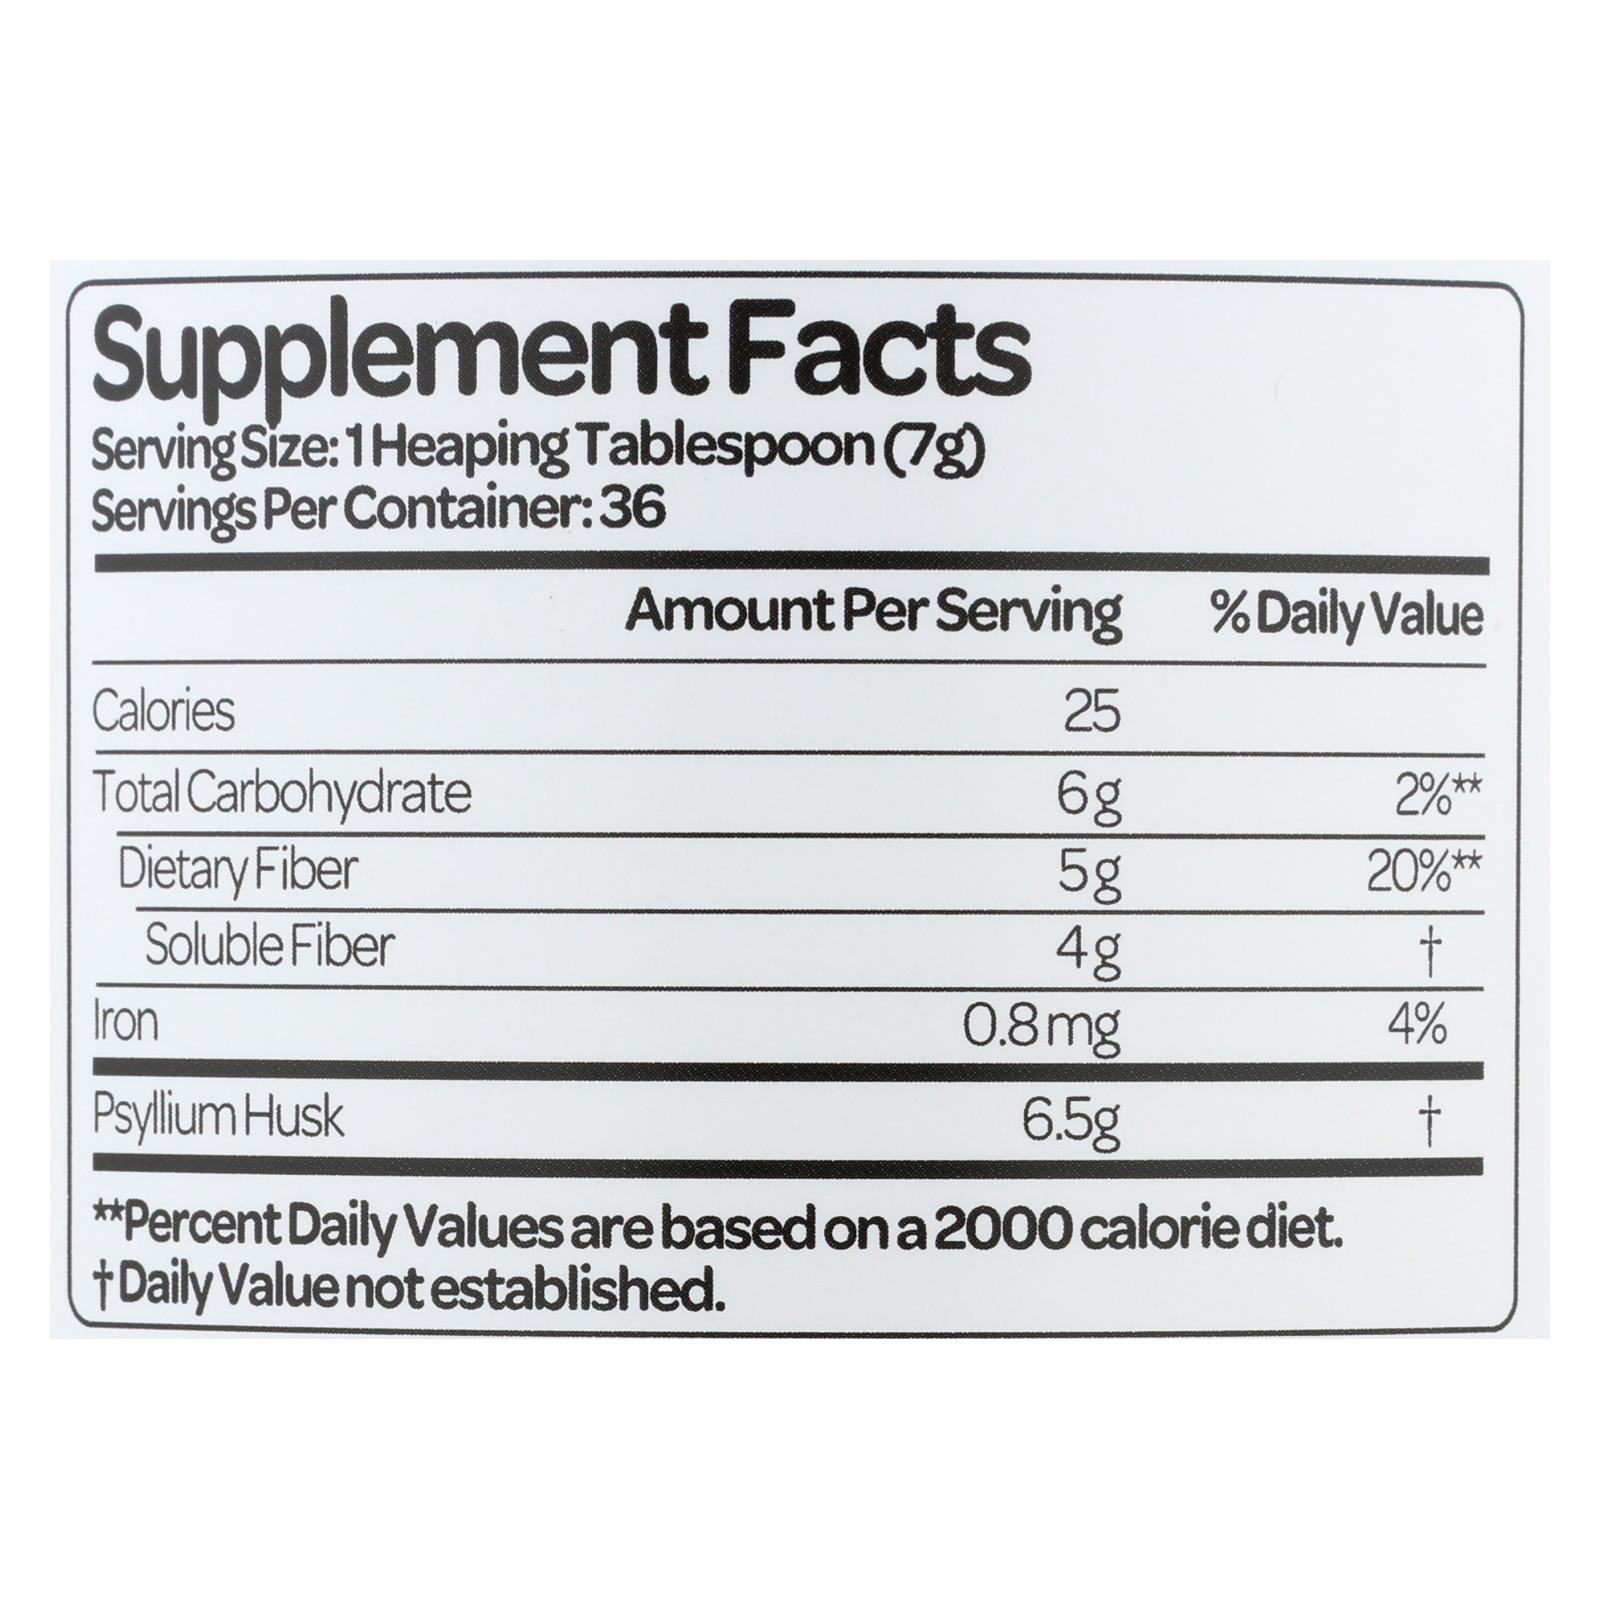 Supplement Facts
Serving Size: 1 Heaping Tablespoon (7g)
Servings Per Container: 36
Amount Per Serving % Daily Value
Calories 25
Total Carbohydrate 6g 2%**
Dietary Fiber 5g 20%**
Soluble Fiber 4g †
Iron 0.8mg 4%
Psyllium Husk 6.5g †
**Percent Daily Values are based on a 2000 calorie diet.
† Daily Value not established.